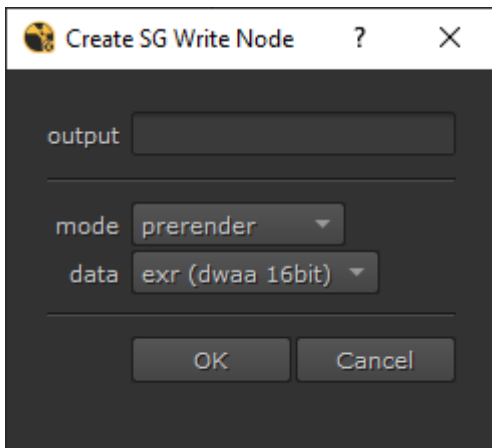 Create SG Write Node ?
output
mode prerender
data exr (dwaa 16bit)
OK Cancel